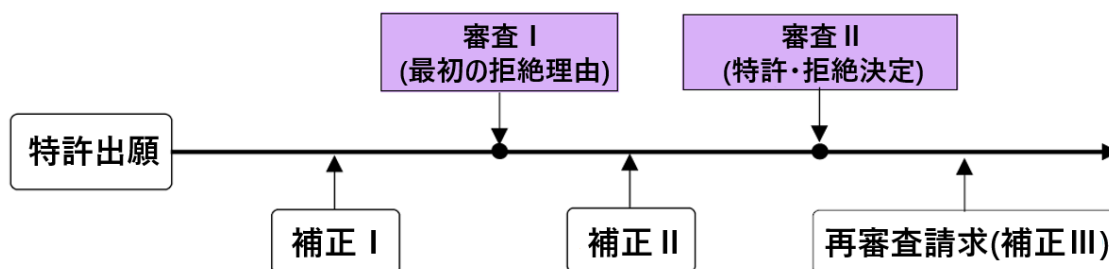 審査Ⅰ
(最初の拒絶理由)
審査Ⅱ
(特許・拒絶決定)
特許出願
補正Ⅰ
補正Ⅱ
再審査請求(補正Ⅲ)